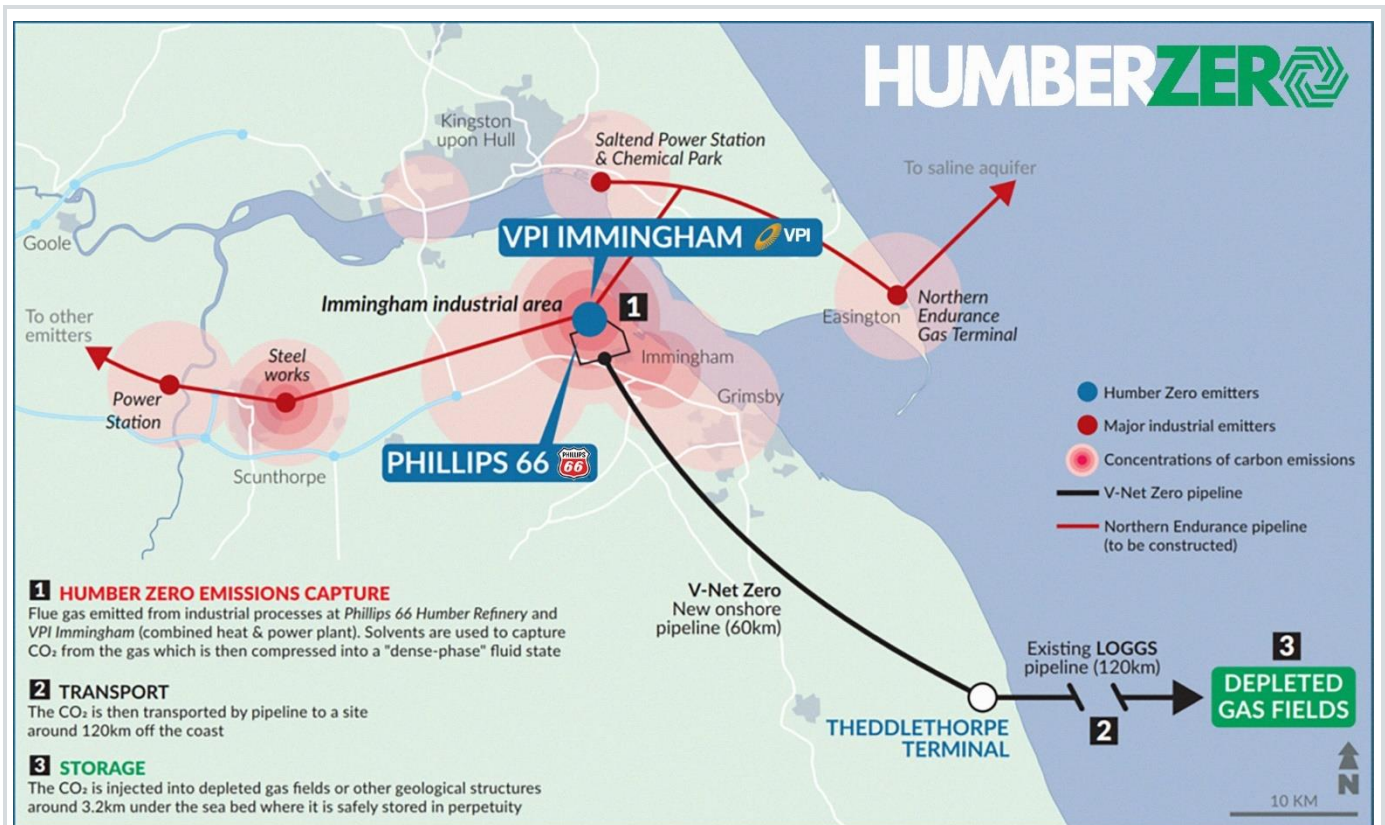 HUMBERZERO
Kingston
upon Hull
Saltend Power Station
& Chemical Park
To saline aquifer
Goole
VPI IMMINGHAM VPI
Immingham industrial area
1
To other
emitters
Easington
Northern
Endurance
Gas Terminal
Steel
works
Immingham
Power
Station
Grimsby
PHILLIPS 66 PHILLIPS 66
Scunthorpe
Humber Zero emitters
Major industrial emitters
Concentrations of carbon emissions
V-Net Zero pipeline
Northern Endurance pipeline
(to be constructed)
1 HUMBER ZERO EMISSIONS CAPTURE
Flue gas emitted from industrial processes at Phillips 66 Humber Refinery and
VPI Immingham (combined heat & power plant). Solvents are used to capture
CO₂ from the gas which is then compressed into a "dense-phase" fluid state
2 TRANSPORT
The CO₂ is then transported by pipeline to a site
around 120km off the coast
3 STORAGE
The CO₂ is injected into depleted gas fields or other geological structures
around 3.2km under the sea bed where it is safely stored in perpetuity
V-Net Zero
New onshore
pipeline (60km)
Existing LOGGS
pipeline (120km)
2
3
DEPLETED
GAS FIELDS
THEDDLETHORPE
TERMINAL
N
10 KM